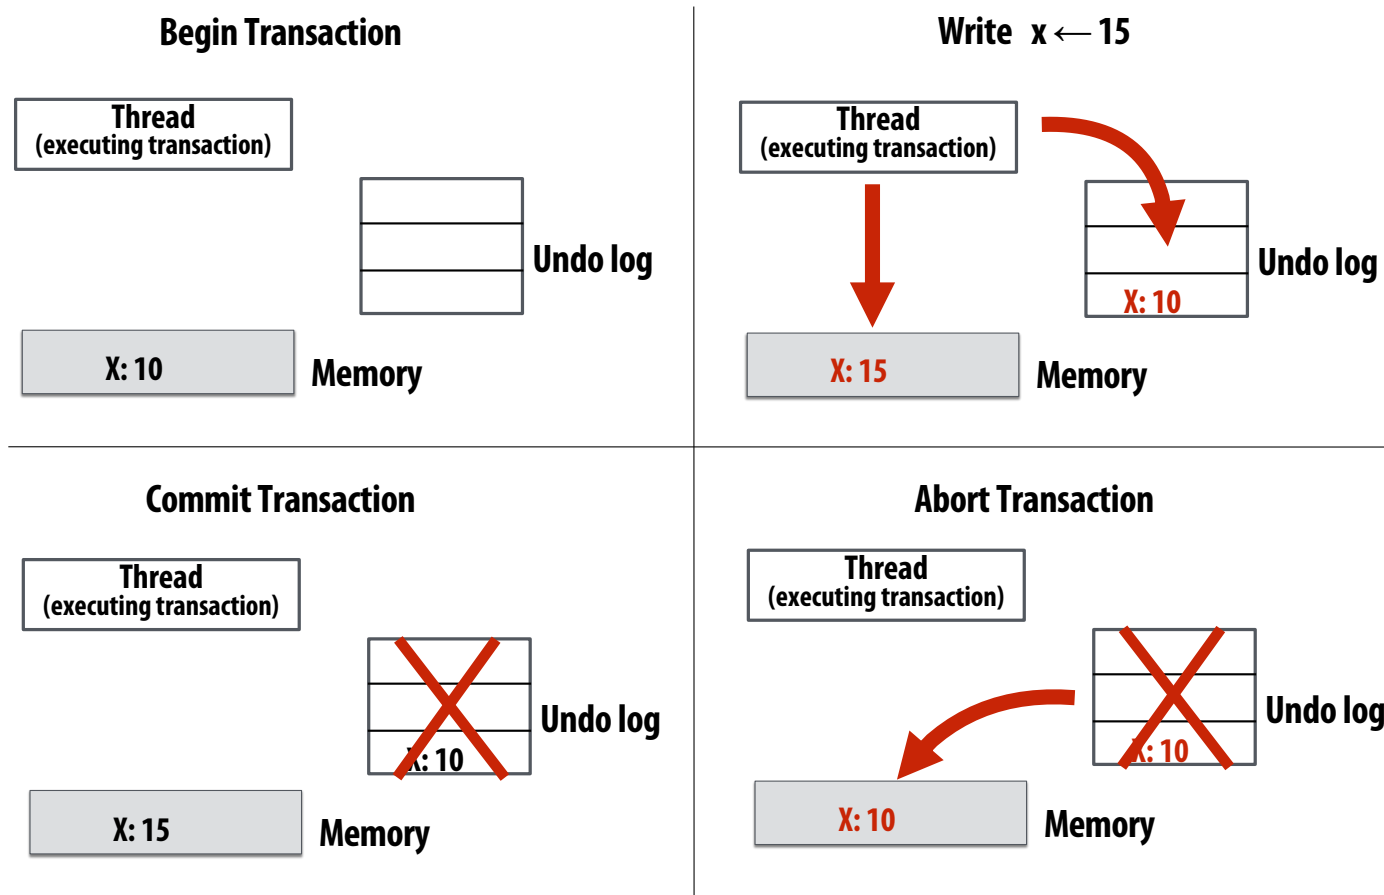 Begin Transaction
Thread
(executing transaction)
Undo log
X: 10
Memory
Write x ← 15
Thread
(executing transaction)
Undo log
X: 10
X: 15
Memory
Commit Transaction
Thread
(executing transaction)
Undo log
X: 10
X: 15
Memory
Abort Transaction
Thread
(executing transaction)
Undo log
X: 10
X: 10
Memory